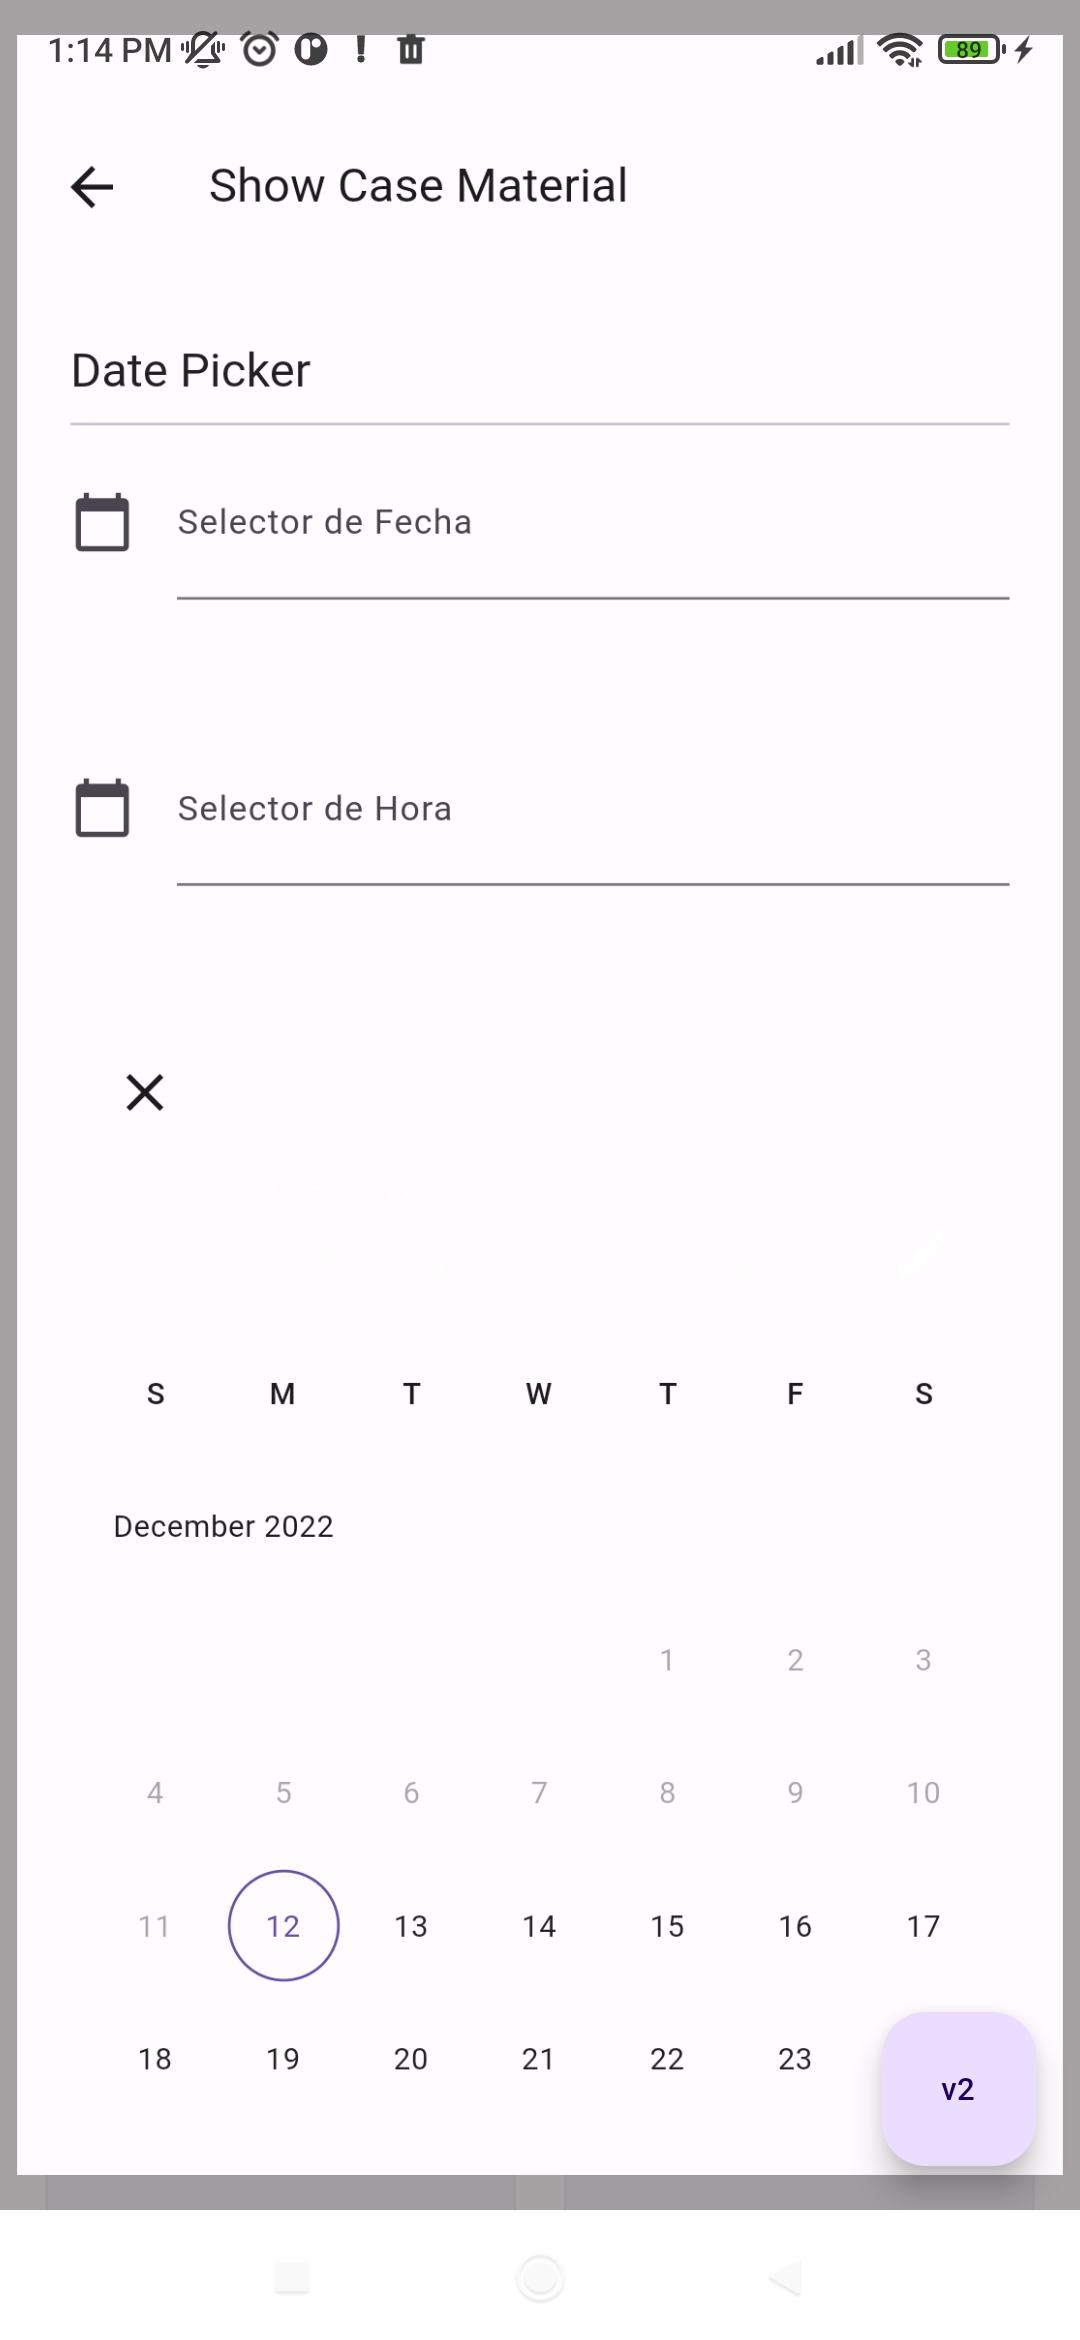 1:14 PM 89
Show Case Material
Date Picker
Selector de Fecha
Selector de Hora
S M T W T F S
December 2022
1 2 3
4 5 6 7 8 9 10
11 12 13 14 15 16 17
18 19 20 21 22 23
v2